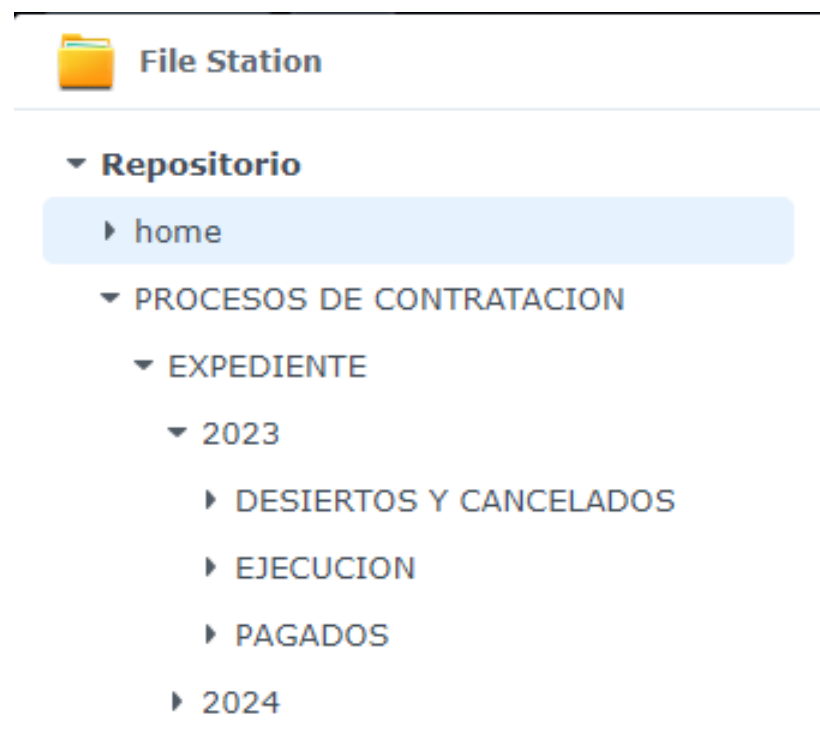 File Station
Repositorio
home
PROCESOS DE CONTRATACION
EXPEDIENTE
2023
DESIERTOS Y CANCELADOS
EJECUCION
PAGADOS
2024